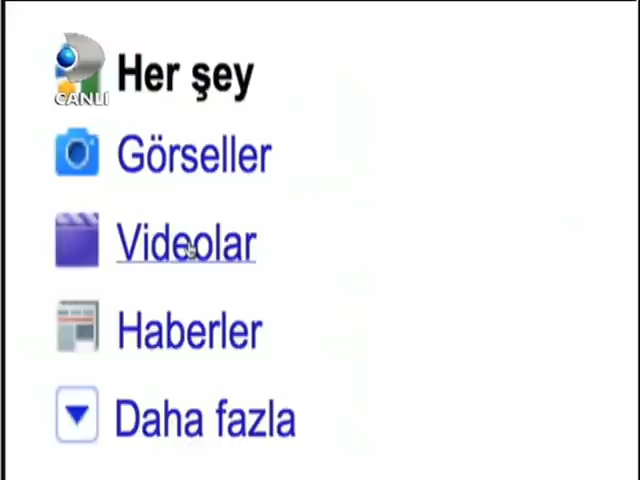 Her şey
CANLI
Görseller
Videolar
Haberler
Daha fazla